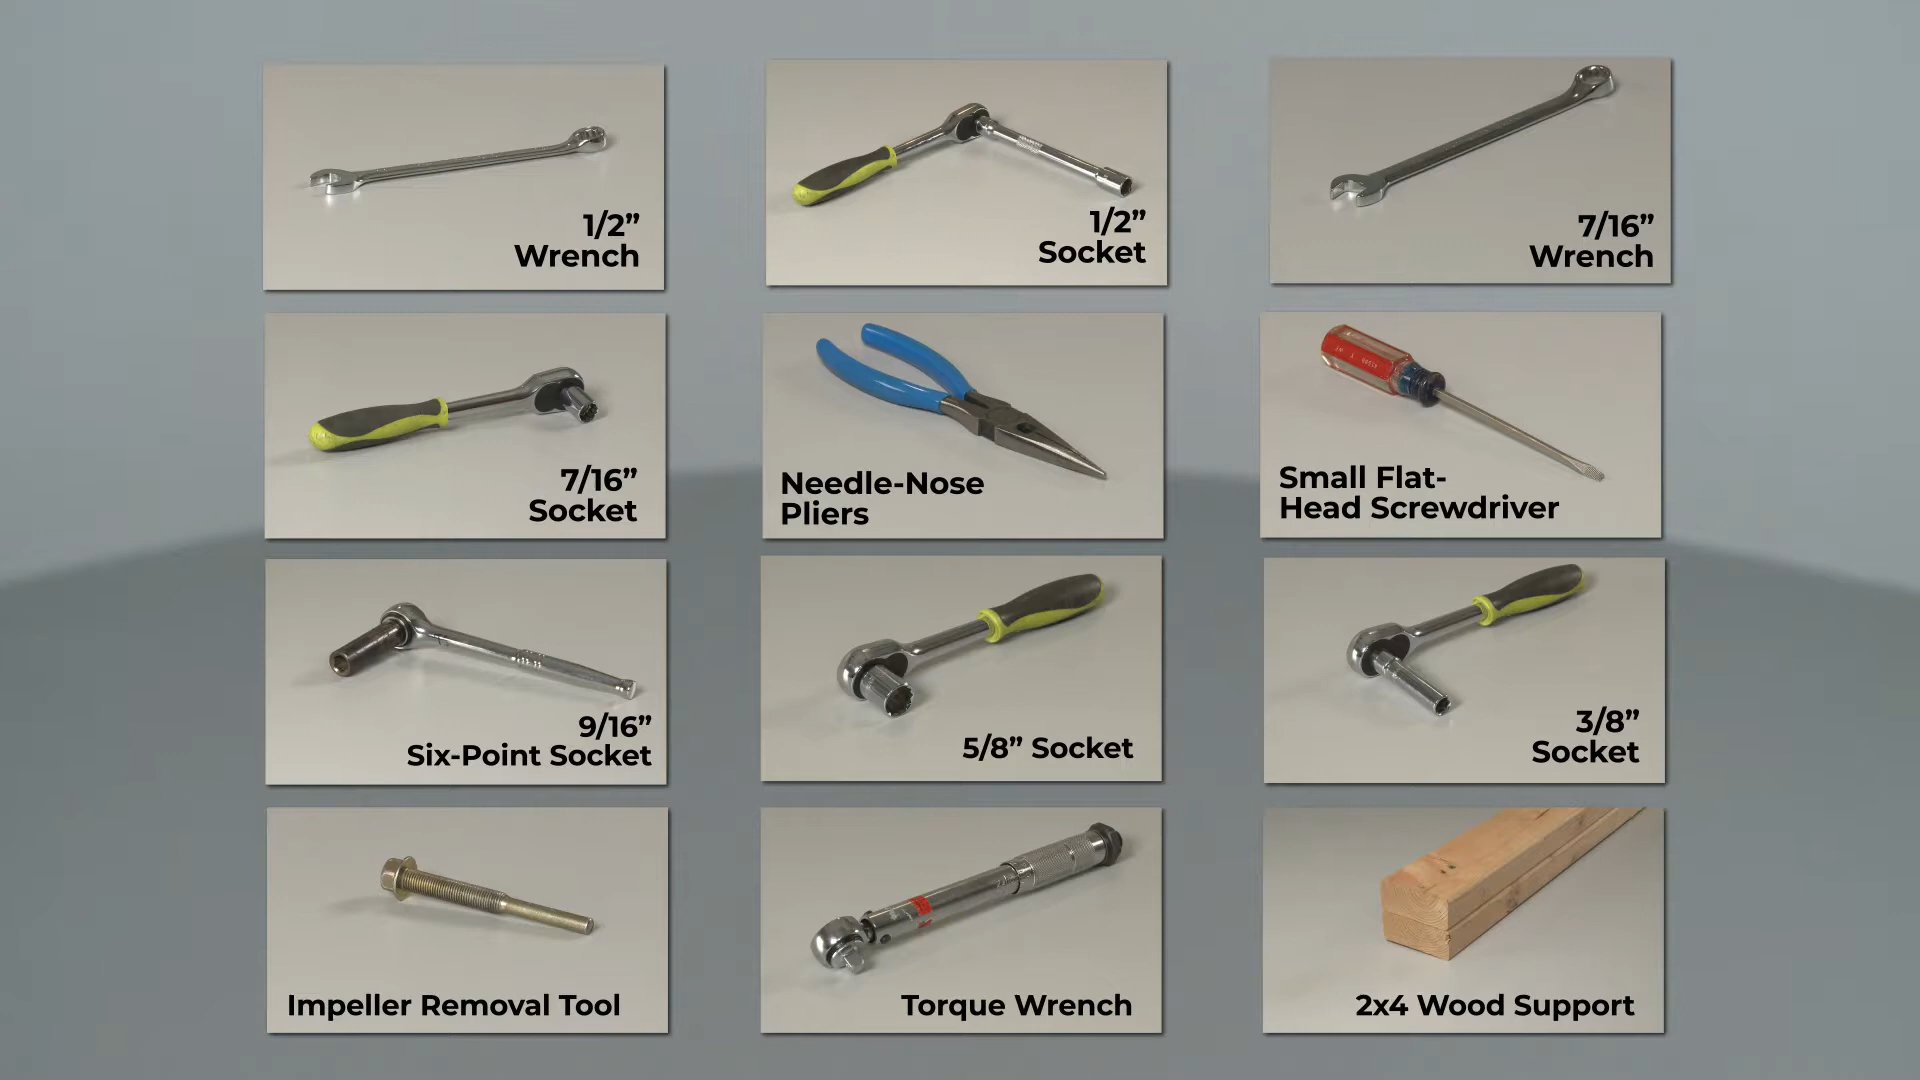 1/2”
Wrench
1/2”
Socket
7/16”
Wrench
7/16”
Socket
Needle-Nose
Pliers
Small Flat-
Head Screwdriver
9/16”
Six-Point Socket
5/8” Socket
3/8”
Socket
Impeller Removal Tool
Torque Wrench
2x4 Wood Support